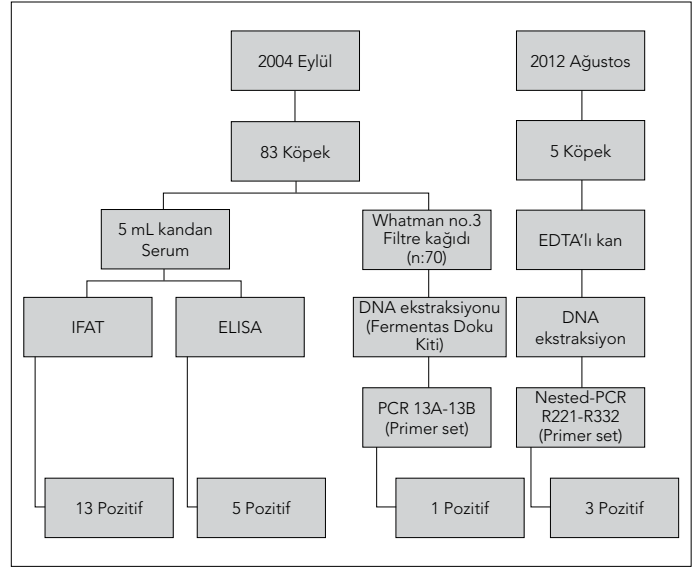 2004 Eylül
2012 Ağustos
83 Köpek
5 Köpek
5 mL kandan
Serum
Whatman no.3
Filtre kağıdı
(n:70)
EDTA'lı kan
IFAT
ELISA
DNA ekstraksiyonu
(Fermentas Doku
Kiti)
DNA
ekstraksiyon
PCR 13A-13B
(Primer set)
Nested-PCR
R221-R332
(Primer set)
13 Pozitif
5 Pozitif
1 Pozitif
3 Pozitif